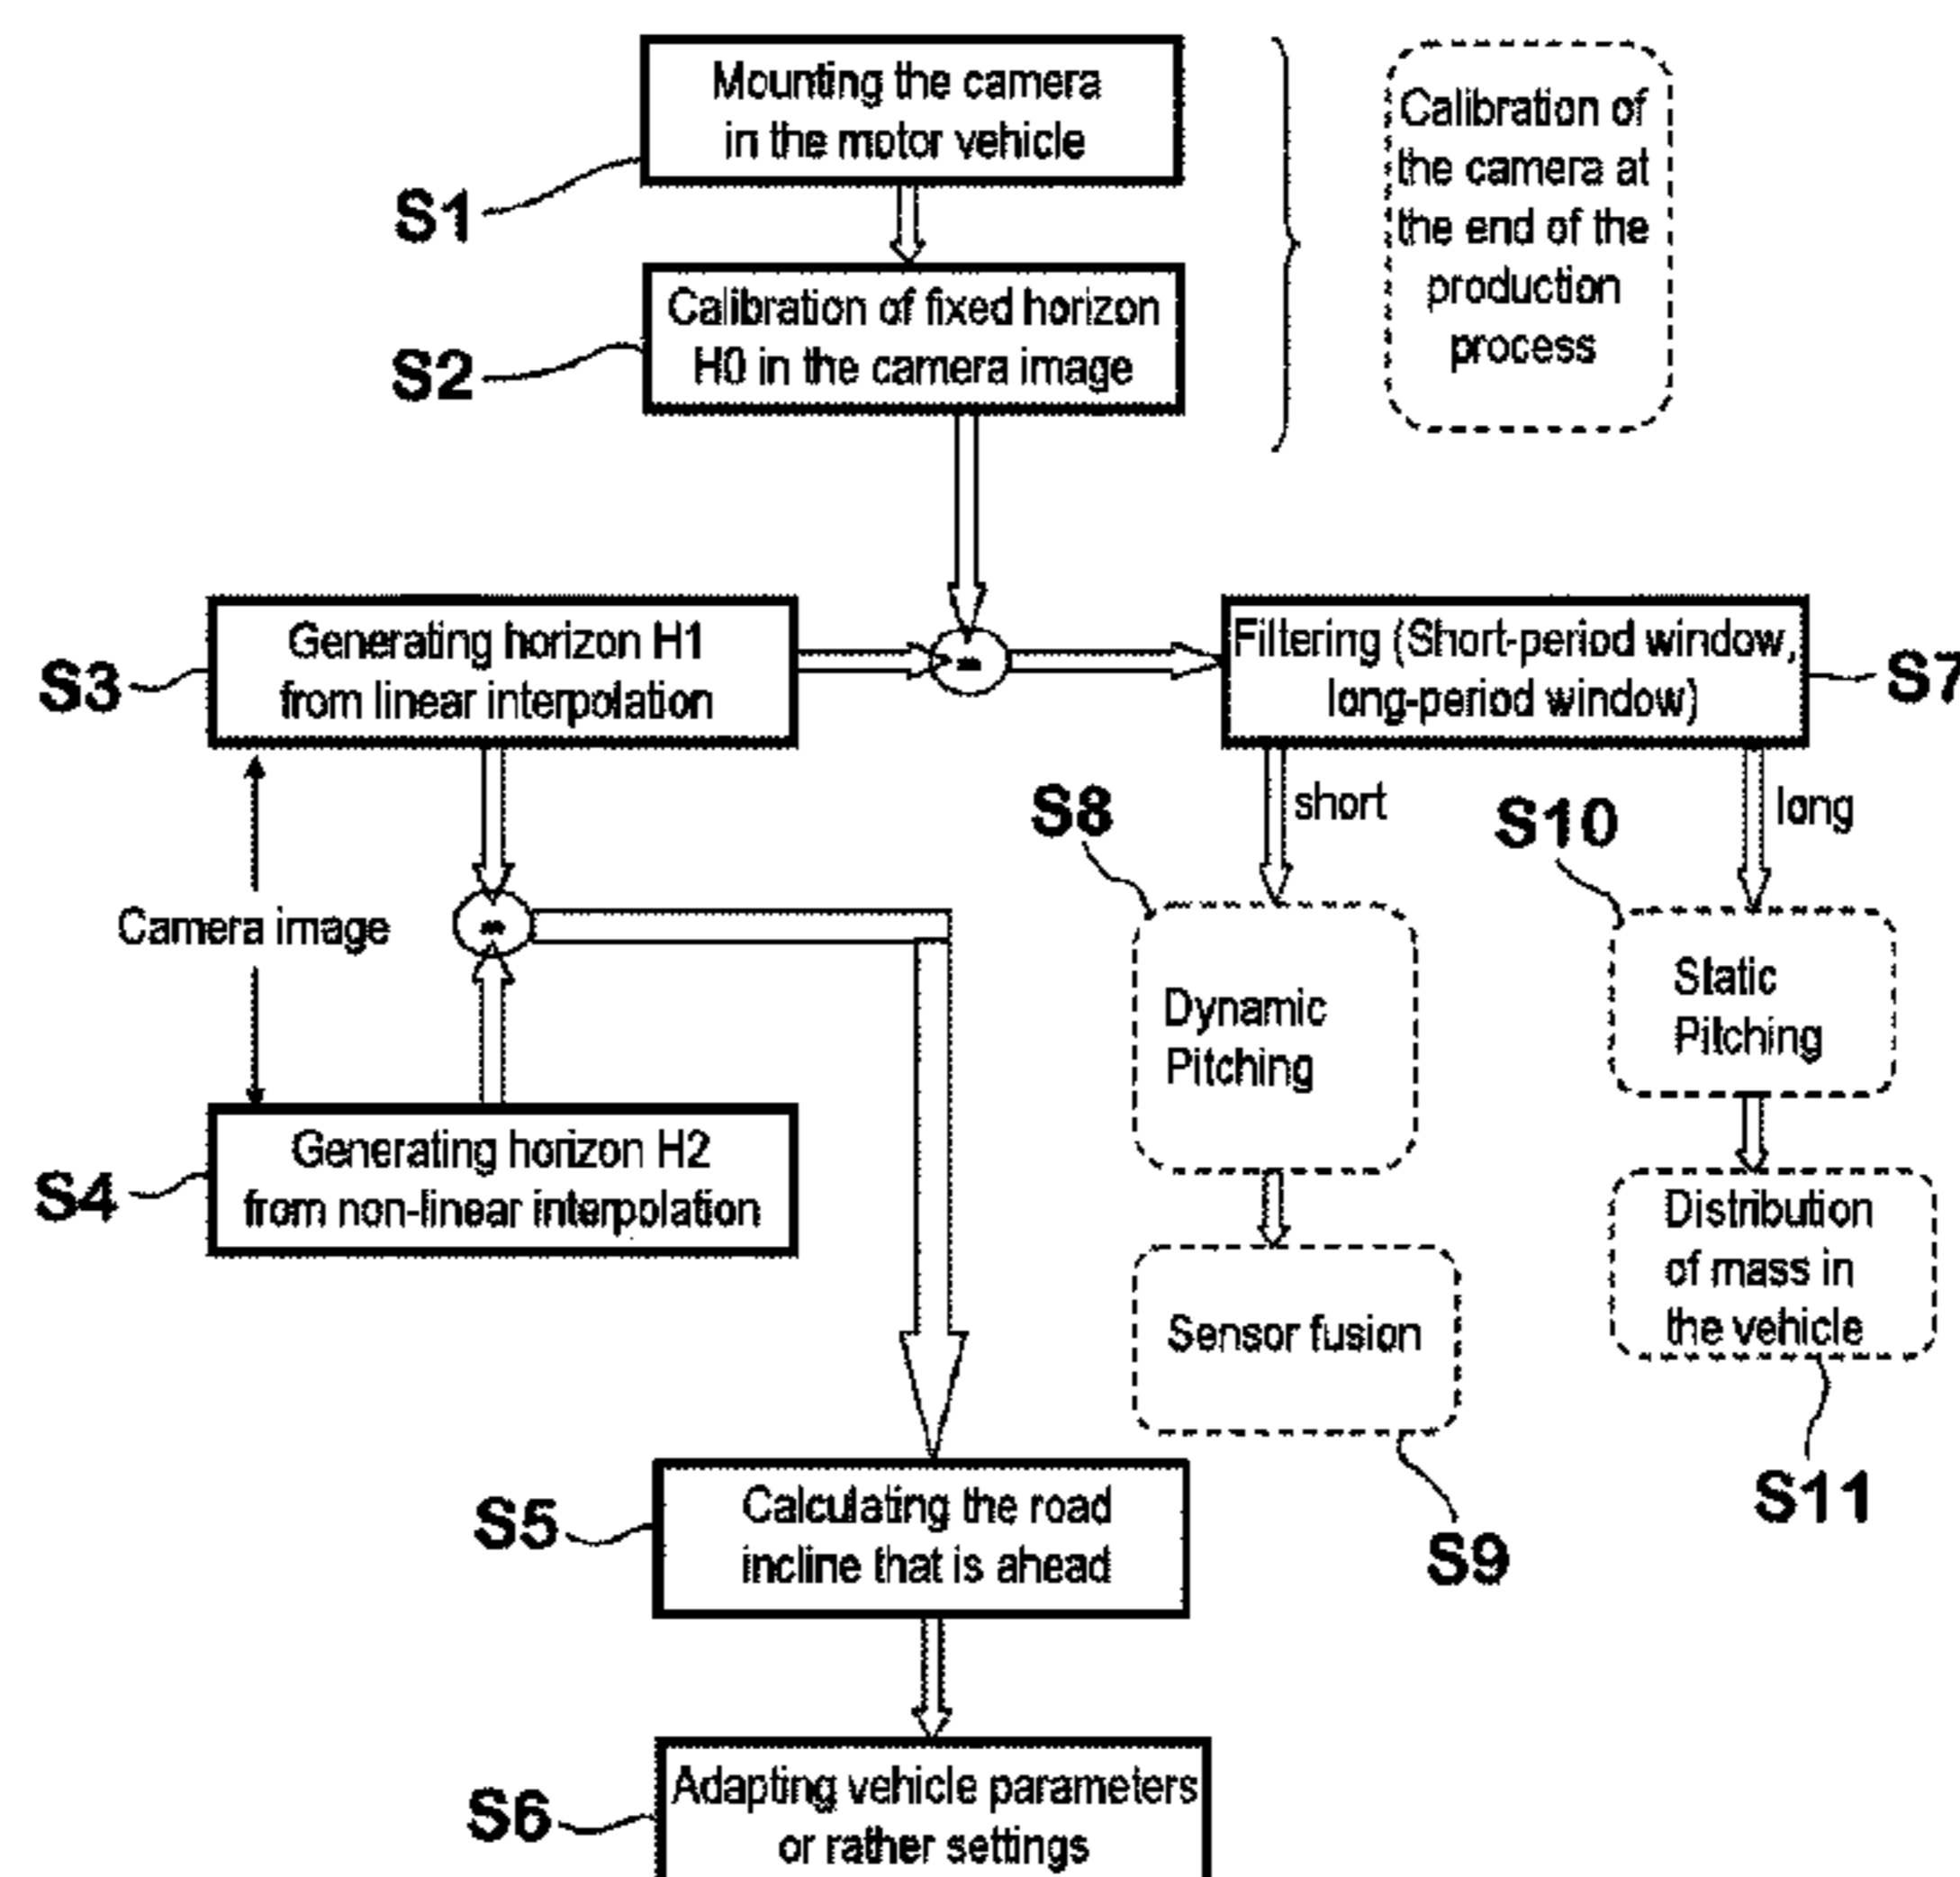 Mounting the camera
in the motor vehicle
S1
Calibration of
the camera at
the end of the
production
process
Calibration of fixed horizon
H0 in the camera image
S2
Generating horizon H1
from linear interpolation
S3
-
Filtering (Short-period window,
long-period window)
S7
short
long
S8
S10
Camera image
-
Dynamic
Pitching
Static
Pitching
Generating horizon H2
from non-linear interpolation
S4
Distribution
of mass in
the vehicle
Sensor fusion
S11
S9
Calculating the road
incline that is ahead
S5
Adapting vehicle parameters
or rather settings
S6